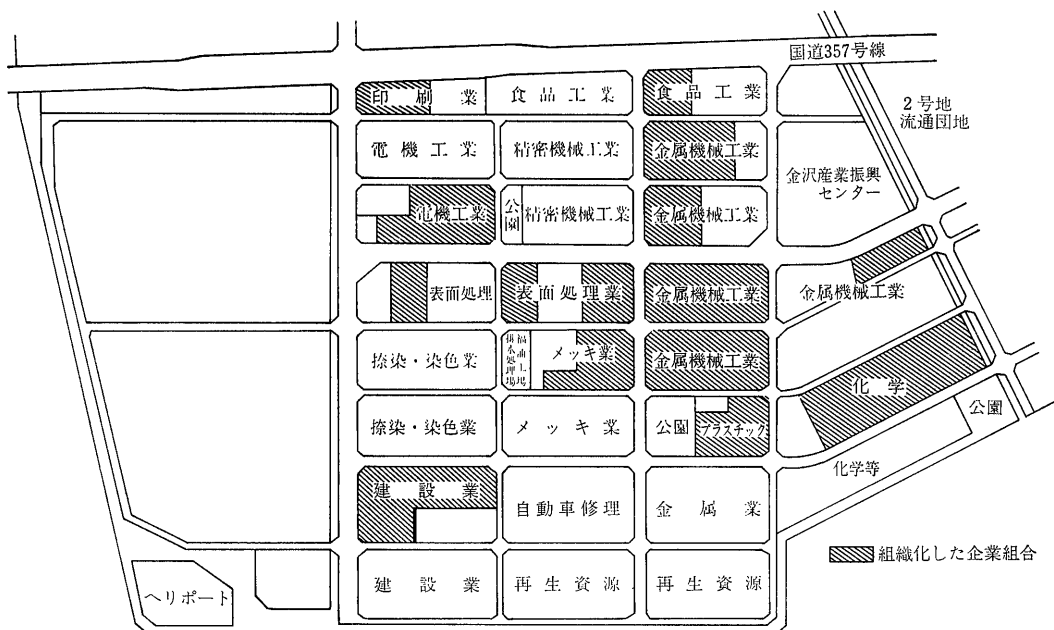 国道357号線
2号地
流通団地
印刷業
食品工業
食品工業
電機工業
精密機械工業
金属機械工業
金沢産業振興
センター
電機工業
公園
精密機械工業
金属機械工業
表面処理
表面処理業
金属機械工業
金属機械工業
捺染・染色業
福浦工場
排水処理場
メッキ業
金属機械工業
化学
捺染・染色業
メッキ業
公園
プラスチック
公園
化学等
建設業
自動車修理
金属業
組織化した企業組合
ヘリポート
建設業
再生資源
再生資源